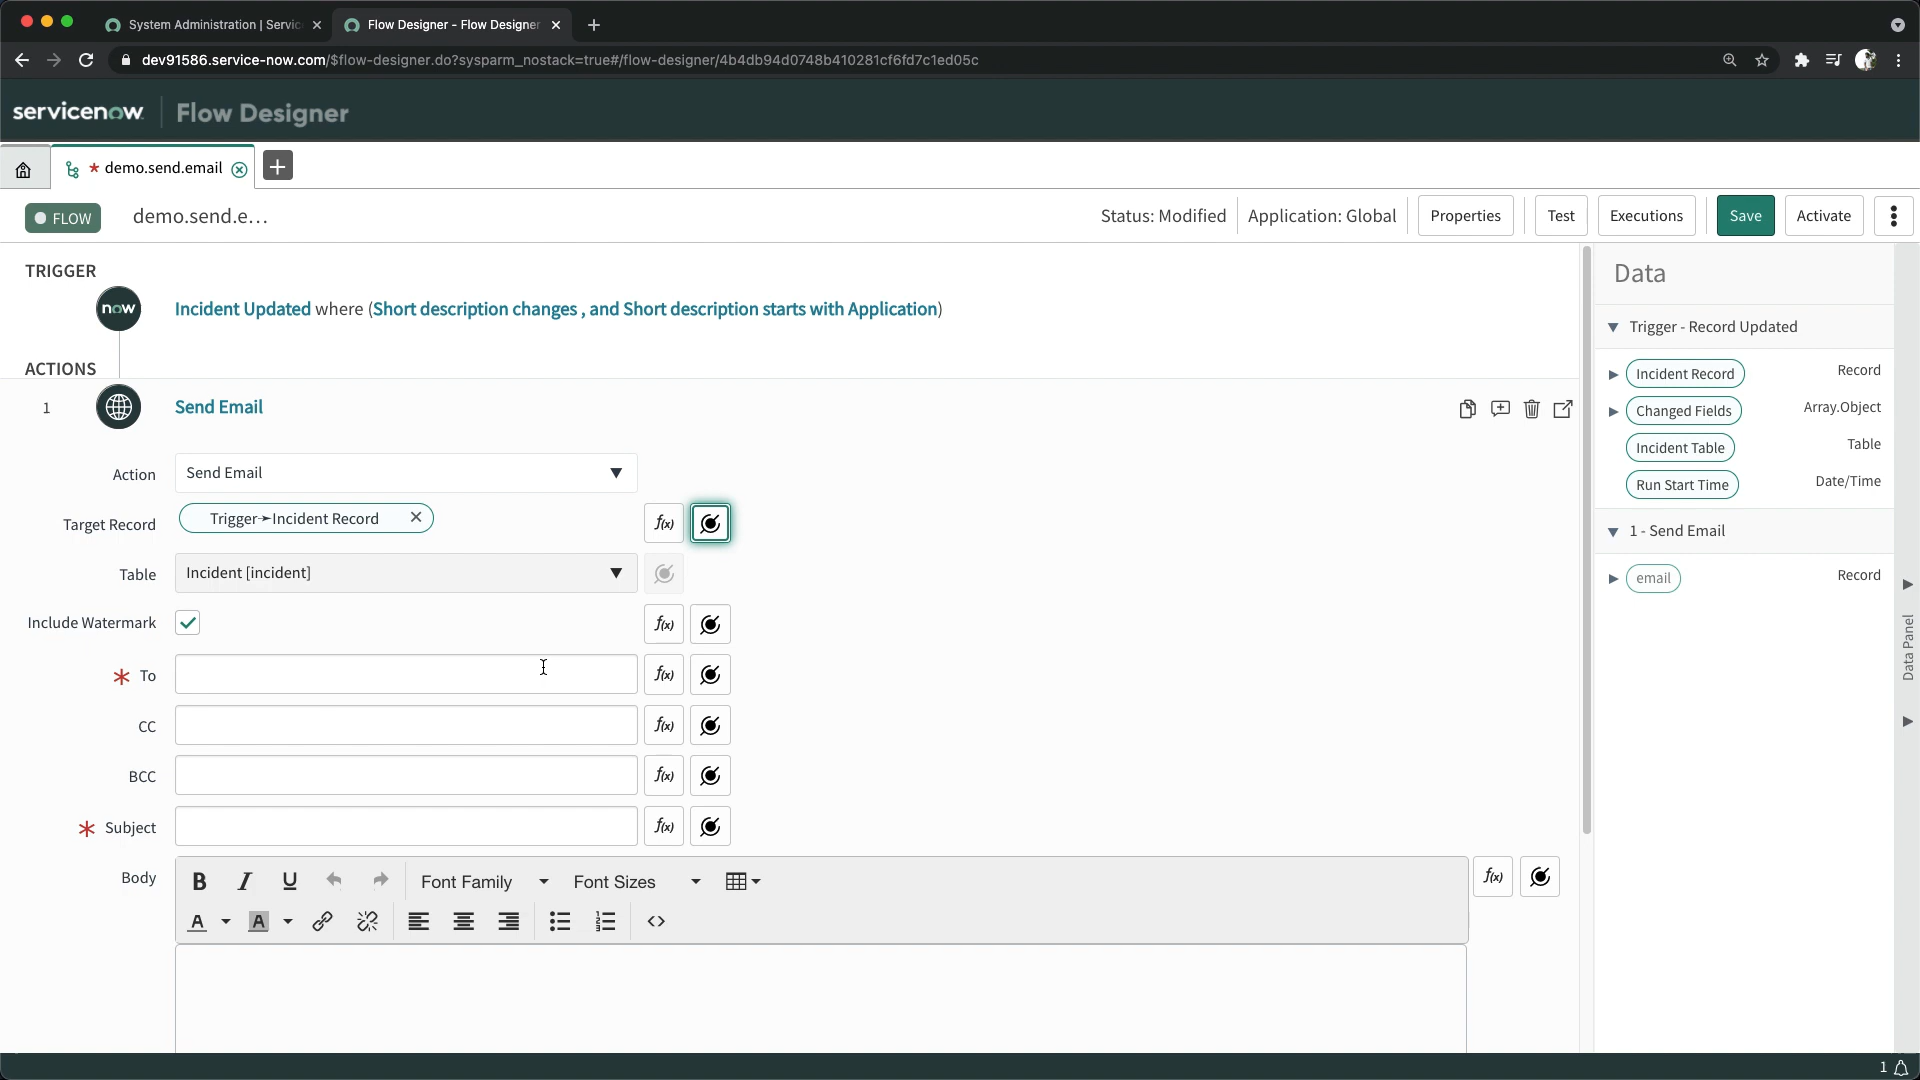 System Administration | Servic
Flow Designer - Flow Designer
dev91586.service-now.com/$flow-designer.do?sysparm_nostack=true#/flow-designer/4b4db94d0748b410281cf6fd7c1ed05c
servicenow
Flow Designer
* demo.send.email
FLOW
demo.send.e...
Status: Modified
Application: Global
Properties
Test
Executions
Save
Activate
TRIGGER
now
Incident Updated where (Short description changes , and Short description starts with Application)
ACTIONS
1
Send Email
Action
Send Email
Target Record
Trigger➛Incident Record
f(x)
Table
Incident [incident]
Include Watermark
f(x)
* To
f(x)
CC
f(x)
BCC
f(x)
* Subject
f(x)
Body
B I U
Font Family
Font Sizes
f(x)
A
A
<>
Data
Trigger - Record Updated
Incident Record
Record
Changed Fields
Array.Object
Incident Table
Table
Run Start Time
Date/Time
1 - Send Email
email
Record
Data Panel
1